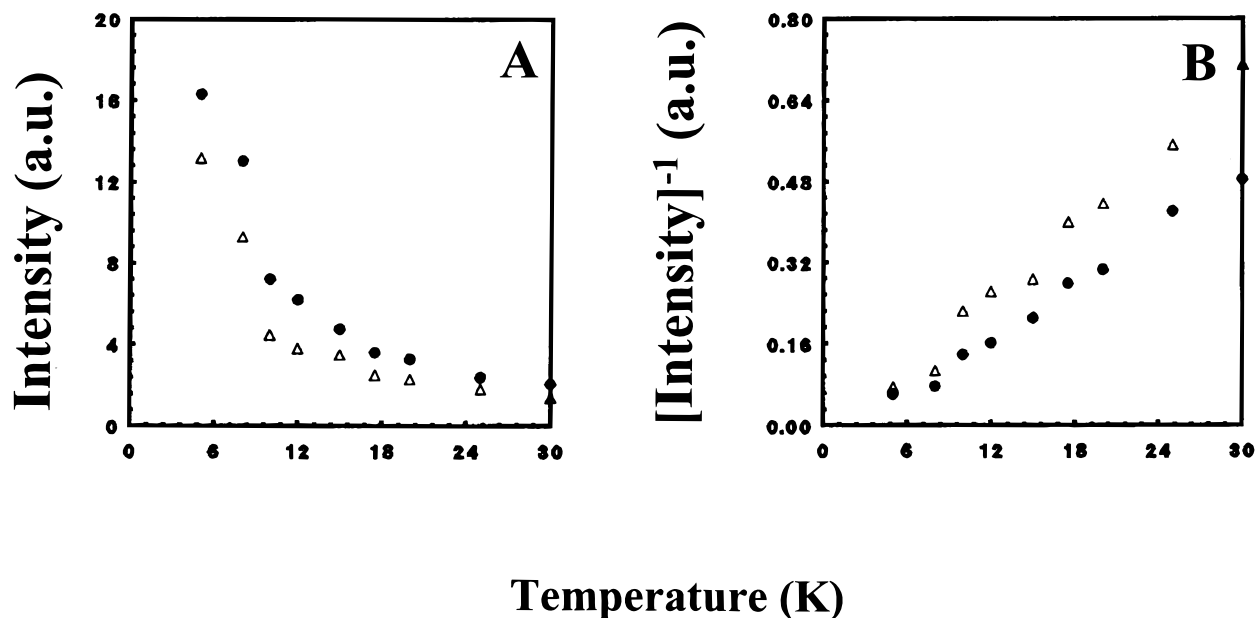 A
Intensity (a.u.)
20
16
12
8
4
0
0 6 12 18 24 30
B
[Intensity]⁻¹ (a.u.)
0.80
0.64
0.48
0.32
0.16
0.00
0 6 12 18 24 30
Temperature (K)